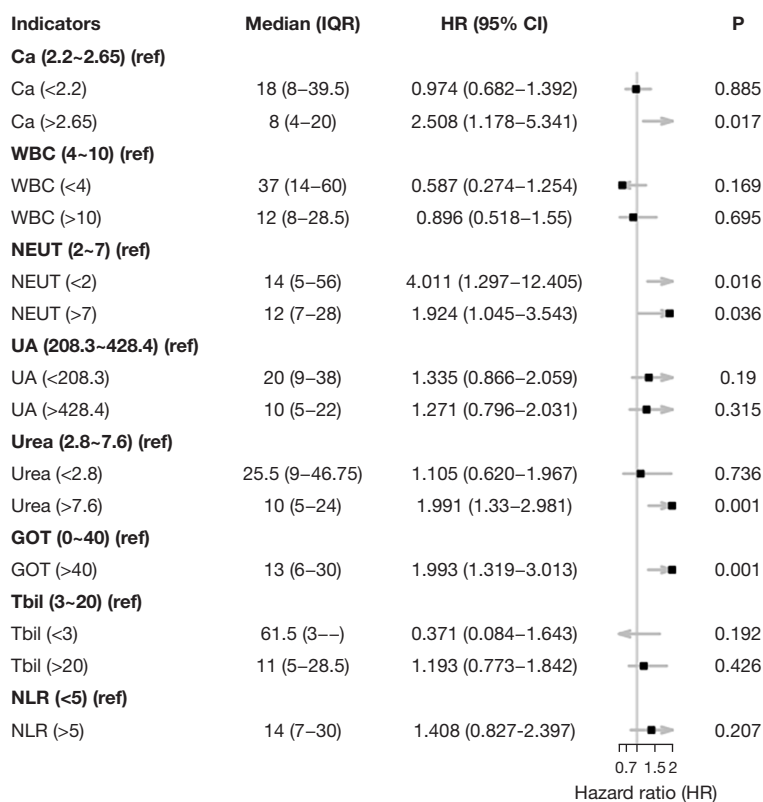 Indicators Median (IQR) HR (95% CI) P
Ca (2.2~2.65) (ref)
Ca (<2.2) 18 (8–39.5) 0.974 (0.682–1.392) 0.885
Ca (>2.65) 8 (4–20) 2.508 (1.178–5.341) 0.017
WBC (4~10) (ref)
WBC (<4) 37 (14–60) 0.587 (0.274–1.254) 0.169
WBC (>10) 12 (8–28.5) 0.896 (0.518–1.55) 0.695
NEUT (2~7) (ref)
NEUT (<2) 14 (5–56) 4.011 (1.297–12.405) 0.016
NEUT (>7) 12 (7–28) 1.924 (1.045–3.543) 0.036
UA (208.3~428.4) (ref)
UA (<208.3) 20 (9–38) 1.335 (0.866–2.059) 0.19
UA (>428.4) 10 (5–22) 1.271 (0.796–2.031) 0.315
Urea (2.8~7.6) (ref)
Urea (<2.8) 25.5 (9–46.75) 1.105 (0.620–1.967) 0.736
Urea (>7.6) 10 (5–24) 1.991 (1.33–2.981) 0.001
GOT (0~40) (ref)
GOT (>40) 13 (6–30) 1.993 (1.319–3.013) 0.001
Tbil (3~20) (ref)
Tbil (<3) 61.5 (3––) 0.371 (0.084–1.643) 0.192
Tbil (>20) 11 (5–28.5) 1.193 (0.773–1.842) 0.426
NLR (<5) (ref)
NLR (>5) 14 (7–30) 1.408 (0.827-2.397) 0.207
0.7 1.5 2
Hazard ratio (HR)